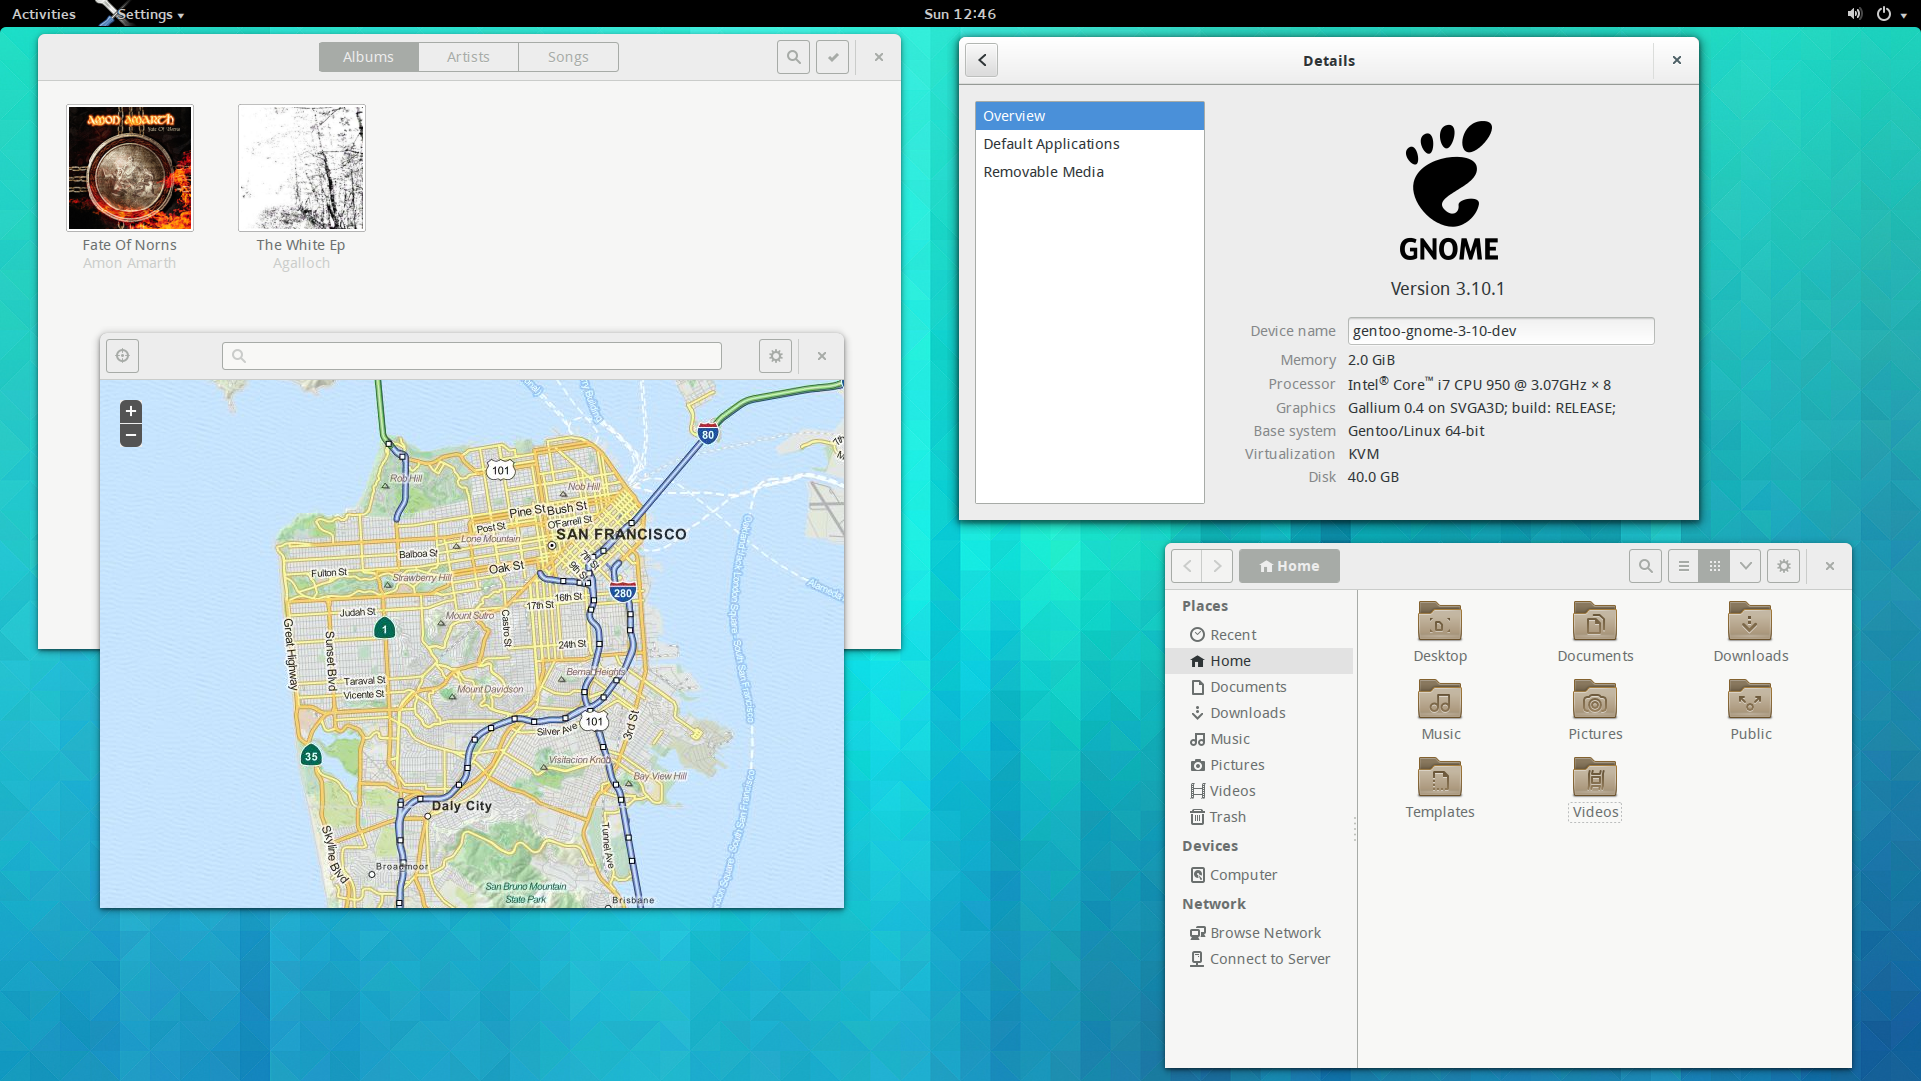 Activities
Settings
Sun 12:46
Albums
Artists
Songs
AMON AMARTH
Fate Of Norns
Fate Of Norns
Amon Amarth
The White Ep
Agalloch
+
−
80
101
Rob Hill
Nob Hill
Pine St
Bush St
Post St
O'Farrell St
SAN FRANCISCO
Lone Mountain
Balboa St
7th St
9th St
Oak St
Fulton St
Strawberry Hill
280
16th St
17th St
Judah St
Mount Sutro
Castro St
1
Great Highway
Sunset Blvd
24th St
Bernal Heights
Taraval St
Vicente St
Mount Davidson
101
Silver Ave
3rd St
35
Visitacion Knob
Bay View Hill
Daly City
Skyline Blvd
Tunnel Ave
Broadmoor
San Bruno Mountain
State Park
Brisbane
Details
Overview
Default Applications
Removable Media
GNOME
Version 3.10.1
Device name gentoo-gnome-3-10-dev
Memory 2.0 GiB
Processor Intel® Core™ i7 CPU 950 @ 3.07GHz × 8
Graphics Gallium 0.4 on SVGA3D; build: RELEASE;
Base system Gentoo/Linux 64-bit
Virtualization KVM
Disk 40.0 GB
Home
Places
Recent
Home
Documents
Downloads
Music
Pictures
Videos
Trash
Devices
Computer
Network
Browse Network
Connect to Server
Desktop
Documents
Downloads
Music
Pictures
Public
Templates
Videos